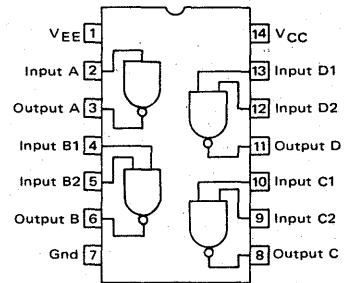 VEE 1
Input A 2
Output A 3
Input B1 4
Input B2 5
Output B 6
Gnd 7
14 VCC
13 Input D1
12 Input D2
11 Output D
10 Input C1
9 Input C2
8 Output C